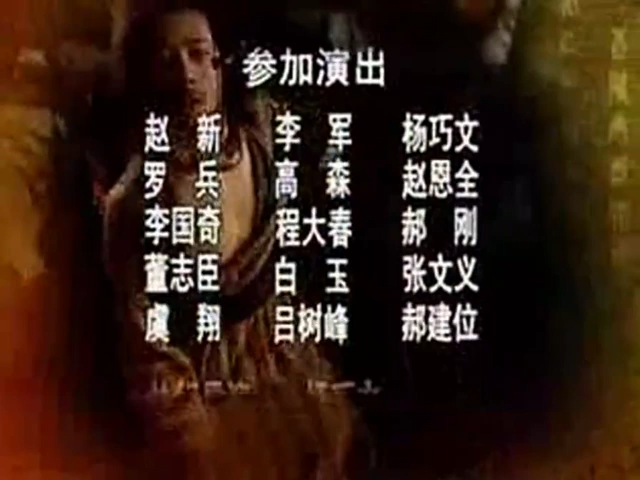 参加演出
赵 新 李 军 杨巧文
罗 兵 高 森 赵恩全
李国奇 程大春 郝 刚
董志臣 白 玉 张文义
虞 翔 吕树峰 郝建位